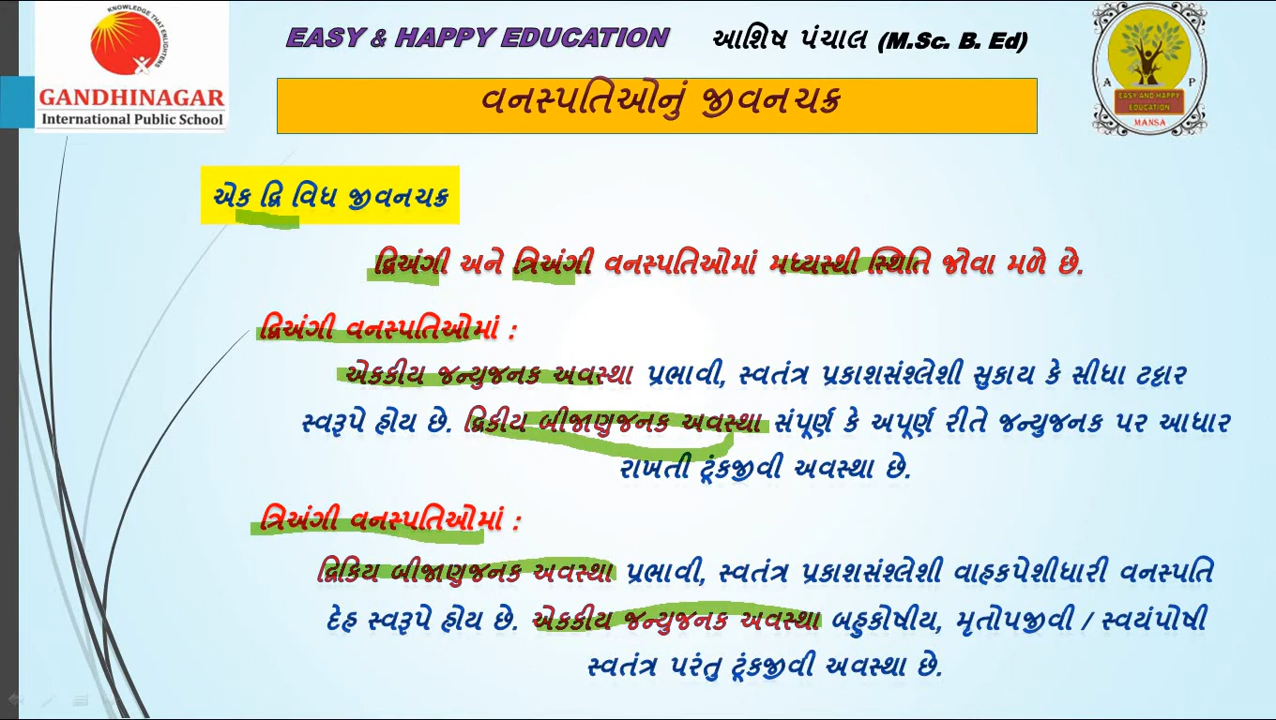 KNOWLEDGE THAT ENLIGHTENS
GANDHINAGAR
International Public School
EASY & HAPPY EDUCATION આશિષ પંચાલ (M.Sc. B. Ed)
A P
EASY AND HAPPY
EDUCATION
MANSA
વનસ્પતિઓનું જીવનચક્ર
એક દ્વિ વિધ જીવનચક્ર
દ્વિઅંગી અને ત્રિઅંગી વનસ્પતિઓમાં મધ્યસ્થી સ્થિતિ જોવા મળે છે.
દ્વિઅંગી વનસ્પતિઓમાં :
એકકીય જન્યુજનક અવસ્થા પ્રભાવી, સ્વતંત્ર પ્રકાશસંશ્લેશી સુકાય કે સીધા ટટ્ટાર
સ્વરૂપે હોય છે. દ્વિકીય બીજાણુજનક અવસ્થા સંપૂર્ણ કે અપૂર્ણ રીતે જન્યુજનક પર આધાર
રાખતી ટૂંકજીવી અવસ્થા છે.
ત્રિઅંગી વનસ્પતિઓમાં :
દ્વિકિય બીજાણુજનક અવસ્થા પ્રભાવી, સ્વતંત્ર પ્રકાશસંશ્લેશી વાહકપેશીધારી વનસ્પતિ
દેહ સ્વરૂપે હોય છે. એકકીય જન્યુજનક અવસ્થા બહુકોષીય, મૃતોપજીવી / સ્વયંપોષી
સ્વતંત્ર પરંતુ ટૂંકજીવી અવસ્થા છે.